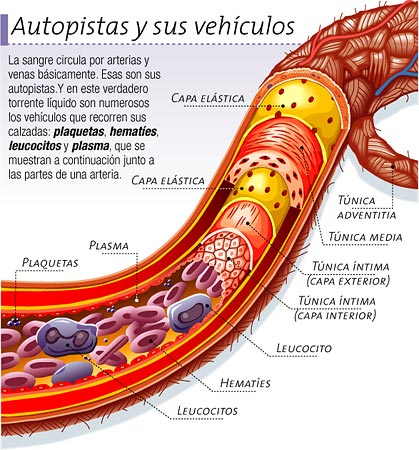 Autopistas y sus vehículos
La sangre circula por arterias y
venas básicamente. Esas son sus
autopistas.Y en este verdadero
torrente líquido son numerosos
los vehículos que recorren sus
calzadas: plaquetas, hematíes,
leucocitos y plasma, que se
muestran a continuación junto a
las partes de una arteria.
CAPA ELÁSTICA
CAPA ELÁSTICA
TÚNICA
ADVENTITIA
TÚNICA MEDIA
PLASMA
PLAQUETAS
TÚNICA ÍNTIMA
(CAPA EXTERIOR)
TÚNICA ÍNTIMA
(CAPA INTERIOR)
LEUCOCITO
HEMATÍES
LEUCOCITOS